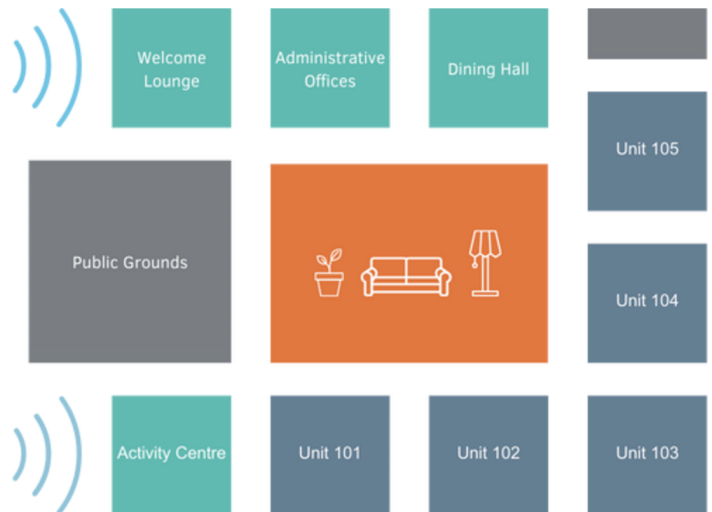 Welcome
Lounge
Administrative
Offices
Dining Hall
Unit 105
Public Grounds
Unit 104
Activity Centre
Unit 101
Unit 102
Unit 103